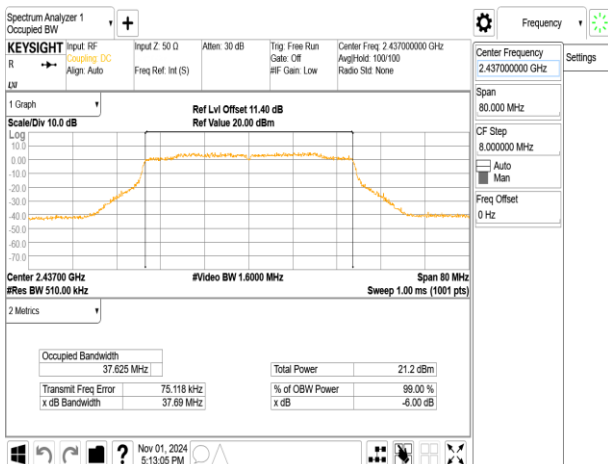 Spectrum Analyzer 1
Occupied BW
Frequency
KEYSIGHT
R
LXI
Input: RF
Coupling: DC
Align: Auto
Input Z: 50 Ω
Freq Ref: Int (S)
Atten: 30 dB
Trig: Free Run
Gate: Off
#IF Gain: Low
Center Freq: 2.437000000 GHz
Avg|Hold: 100/100
Radio Std: None
Center Frequency
2.437000000 GHz
Settings
Span
80.000 MHz
CF Step
8.000000 MHz
Auto
Man
Freq Offset
0 Hz
1 Graph
Scale/Div 10.0 dB
Ref Lvl Offset 11.40 dB
Ref Value 20.00 dBm
Log
10.0
0.00
-10.0
-20.0
-30.0
-40.0
-50.0
-60.0
-70.0
Center 2.43700 GHz
#Res BW 510.00 kHz
#Video BW 1.6000 MHz
Span 80 MHz
Sweep 1.00 ms (1001 pts)
2 Metrics
Occupied Bandwidth
37.625 MHz
Transmit Freq Error 75.118 kHz
x dB Bandwidth 37.69 MHz
Total Power 21.2 dBm
% of OBW Power 99.00 %
x dB -6.00 dB
?
Nov 01, 2024
5:13:05 PM